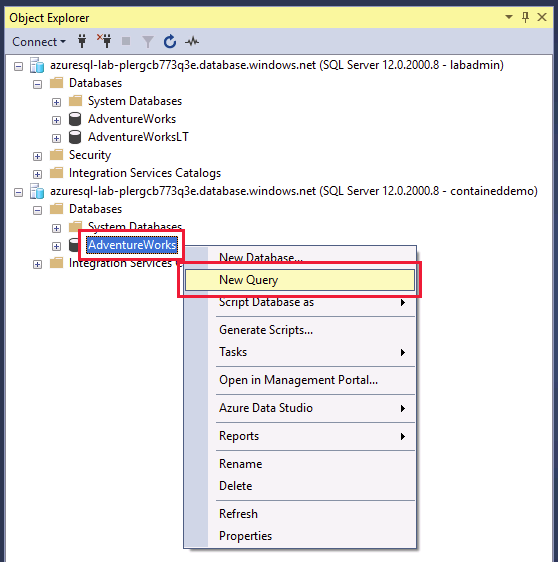 Object Explorer
Connect
azuresql-lab-plergcb773q3e.database.windows.net (SQL Server 12.0.2000.8 - labadmin)
Databases
System Databases
AdventureWorks
AdventureWorksLT
Security
Integration Services Catalogs
azuresql-lab-plergcb773q3e.database.windows.net (SQL Server 12.0.2000.8 - containeddemo)
Databases
System Databases
AdventureWorks
Integration Services
New Database...
New Query
Script Database as
Generate Scripts...
Tasks
Open in Management Portal...
Azure Data Studio
Reports
Rename
Delete
Refresh
Properties